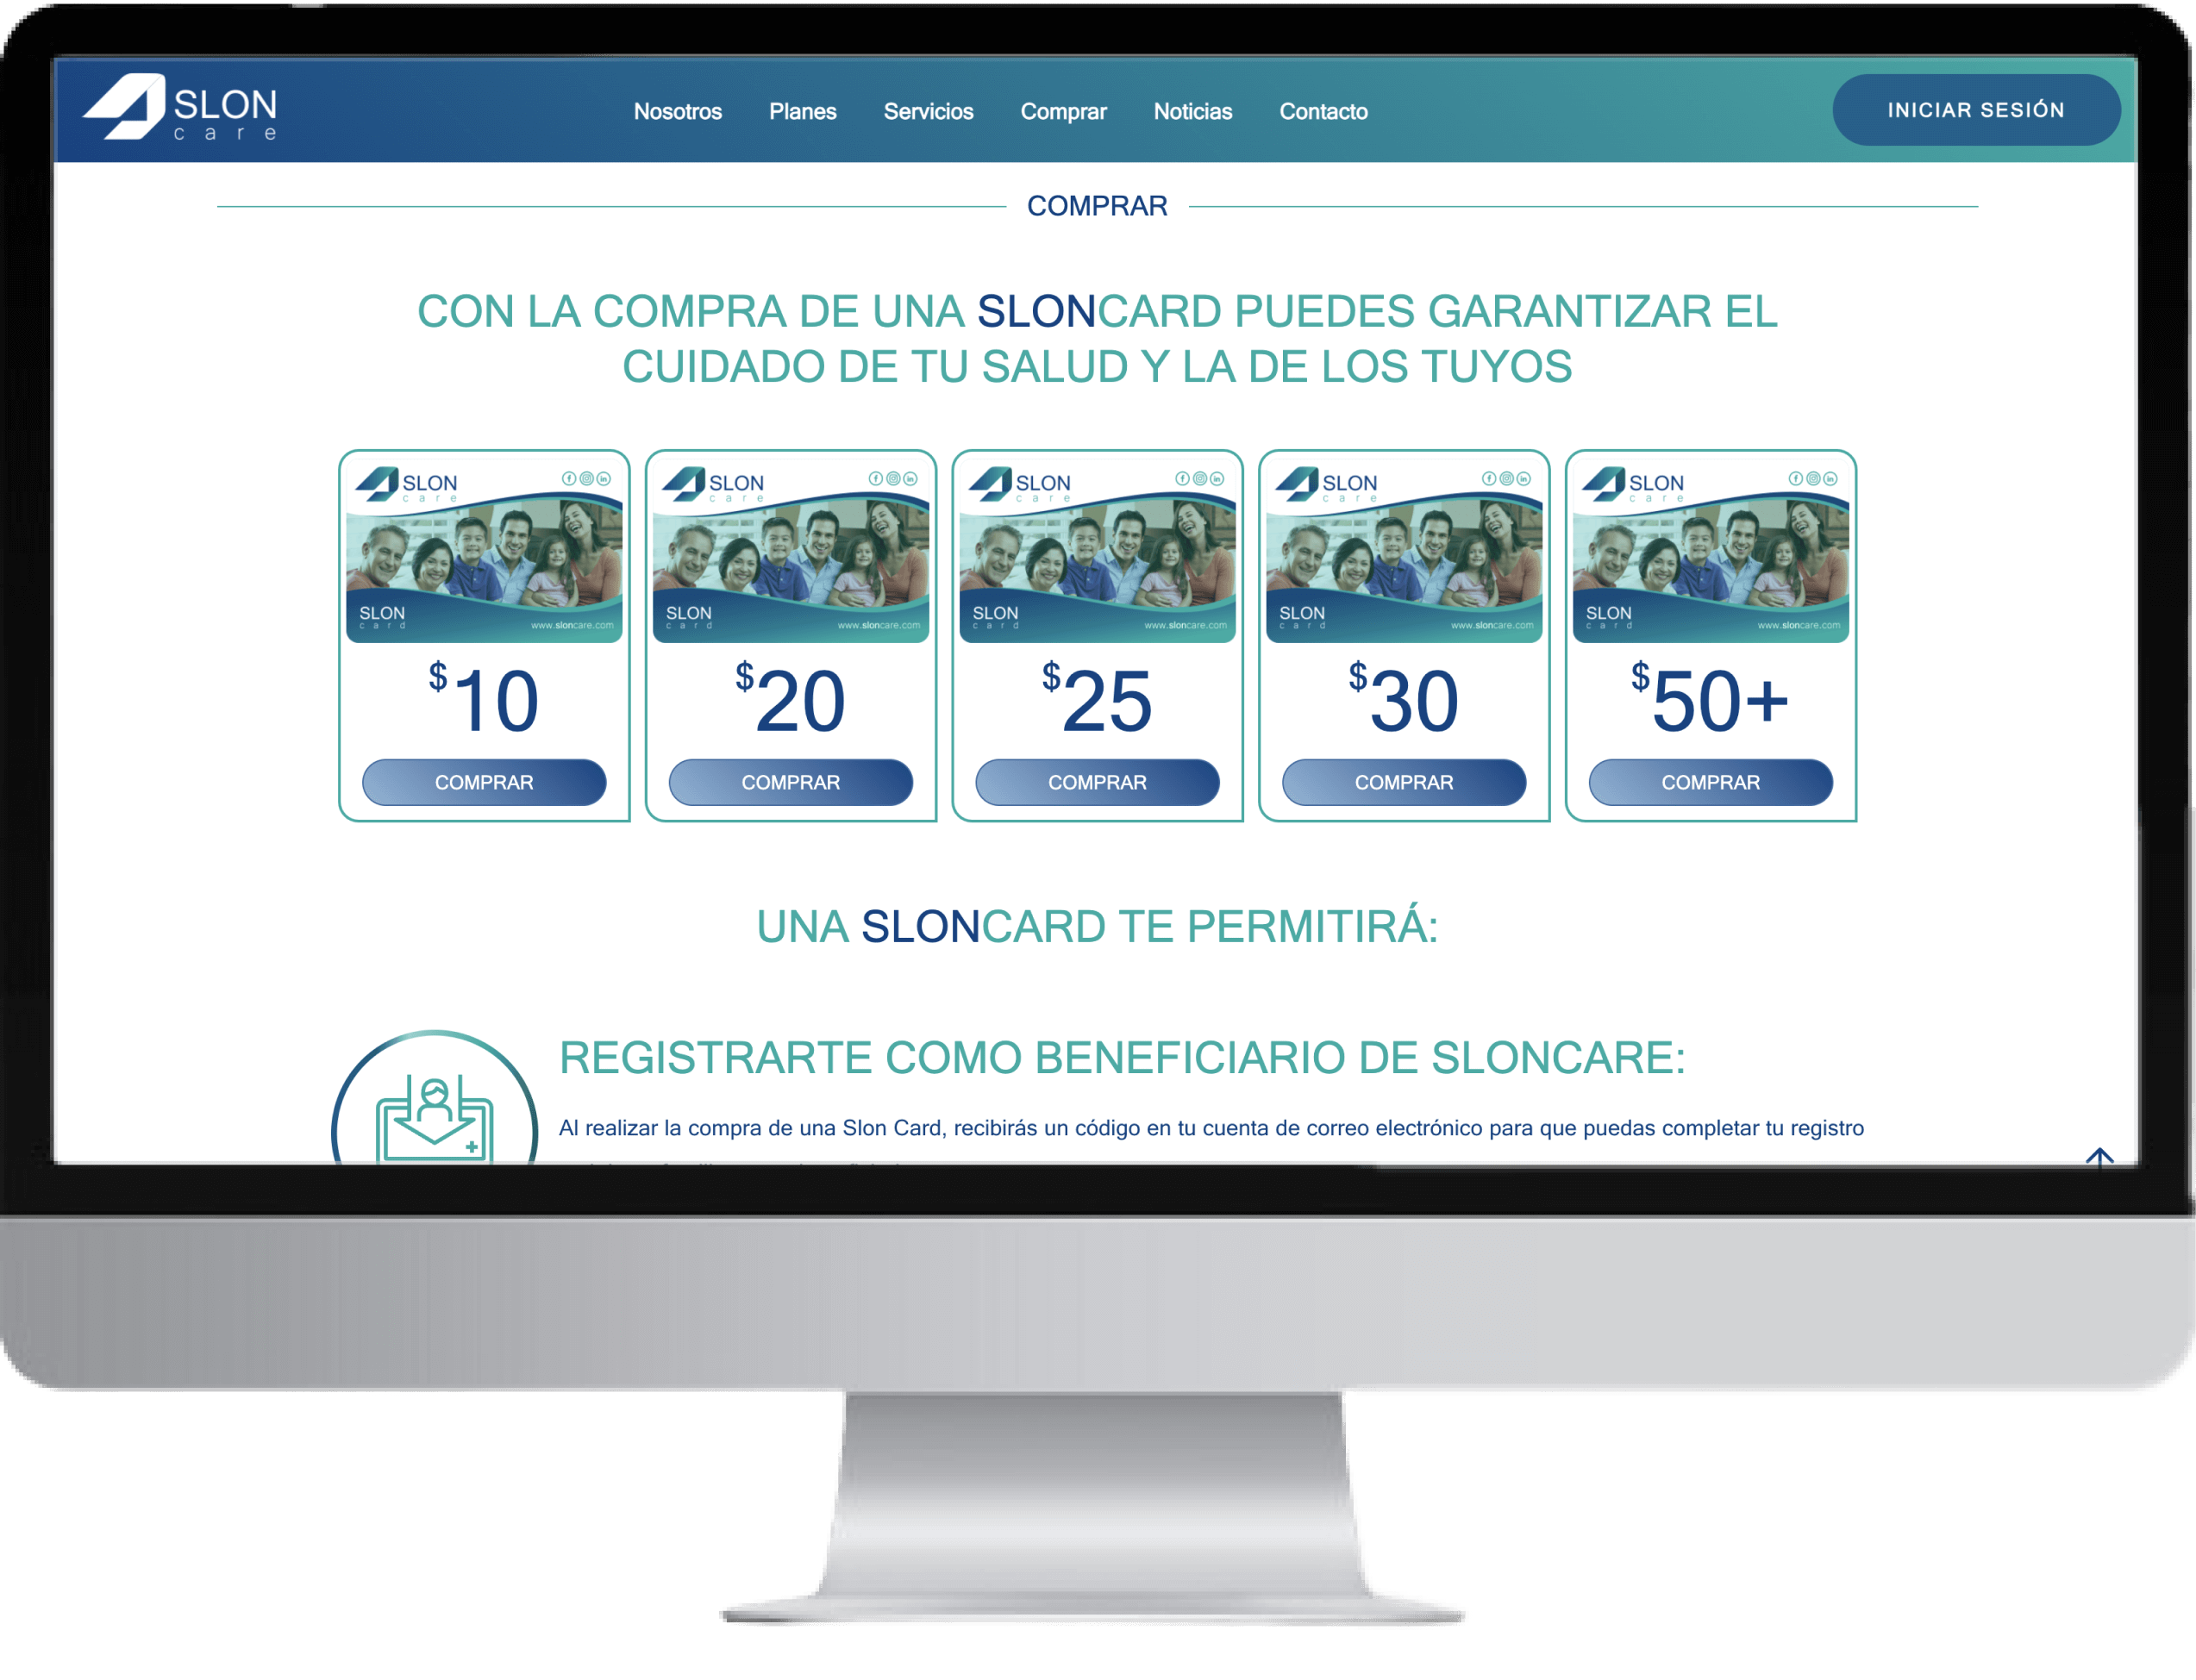 SLON
care
Nosotros Planes Servicios Comprar Noticias Contacto
INICIAR SESIÓN
COMPRAR
CON LA COMPRA DE UNA SLONCARD PUEDES GARANTIZAR EL
CUIDADO DE TU SALUD Y LA DE LOS TUYOS
SLON
care
SLON
card
www.sloncare.com
$10
COMPRAR
SLON
care
SLON
card
www.sloncare.com
$20
COMPRAR
SLON
care
SLON
card
www.sloncare.com
$25
COMPRAR
SLON
care
SLON
card
www.sloncare.com
$30
COMPRAR
SLON
care
SLON
card
www.sloncare.com
$50+
COMPRAR
UNA SLONCARD TE PERMITIRÁ:
REGISTRARTE COMO BENEFICIARIO DE SLONCARE:
Al realizar la compra de una Slon Card, recibirás un código en tu cuenta de correo electrónico para que puedas completar tu registro